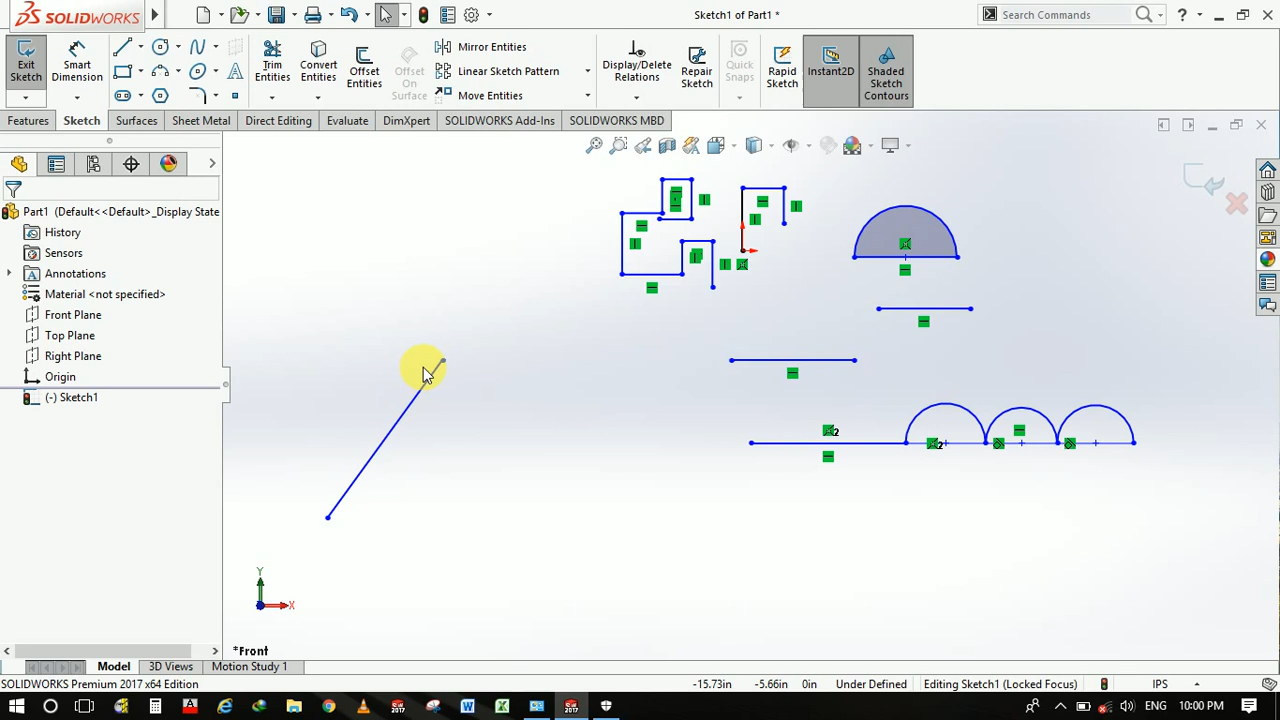 SOLIDWORKS
Sketch1 of Part1 *
Search Commands
?
Exit Sketch
Smart Dimension
Trim Entities
Convert Entities
Offset Entities
Offset On Surface
Mirror Entities
Linear Sketch Pattern
Move Entities
Display/Delete Relations
Repair Sketch
Quick Snaps
Rapid Sketch
Instant2D
Shaded Sketch Contours
Features
Sketch
Surfaces
Sheet Metal
Direct Editing
Evaluate
DimXpert
SOLIDWORKS Add-Ins
SOLIDWORKS MBD
Part1 (Default<<Default>_Display State
History
Sensors
Annotations
Material <not specified>
Front Plane
Top Plane
Right Plane
Origin
(-) Sketch1
2
2
Y
X
*Front
Model
3D Views
Motion Study 1
SOLIDWORKS Premium 2017 x64 Edition
-15.73in
-5.66in
0in
Under Defined
Editing Sketch1 (Locked Focus)
IPS
ENG
10:00 PM